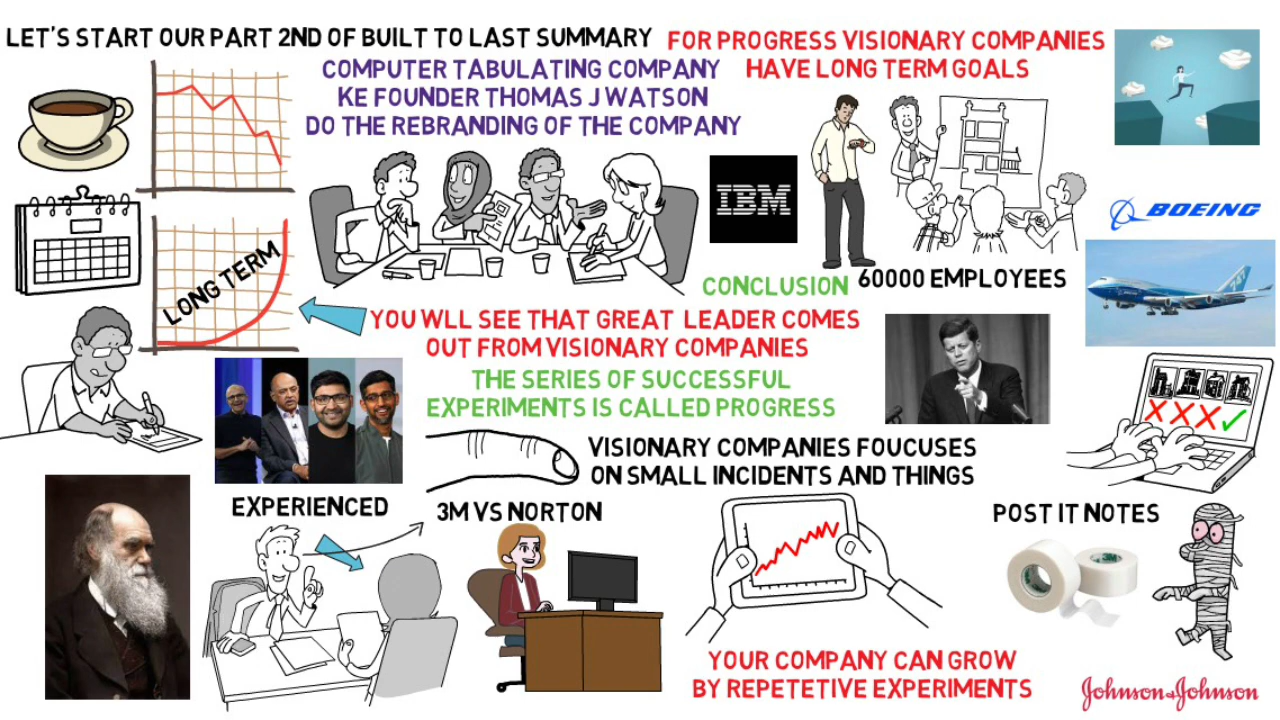 LET'S START OUR PART 2ND OF BUILT TO LAST SUMMARY
FOR PROGRESS VISIONARY COMPANIES
HAVE LONG TERM GOALS
COMPUTER TABULATING COMPANY
KE FOUNDER THOMAS J WATSON
DO THE REBRANDING OF THE COMPANY
IBM
BOEING
LONG TERM
CONCLUSION
60000 EMPLOYEES
YOU WLL SEE THAT GREAT LEADER COMES
OUT FROM VISIONARY COMPANIES
THE SERIES OF SUCCESSFUL
EXPERIMENTS IS CALLED PROGRESS
VISIONARY COMPANIES FOUCUSES
ON SMALL INCIDENTS AND THINGS
EXPERIENCED
3M VS NORTON
POST IT NOTES
YOUR COMPANY CAN GROW
BY REPETETIVE EXPERIMENTS
Johnson & Johnson